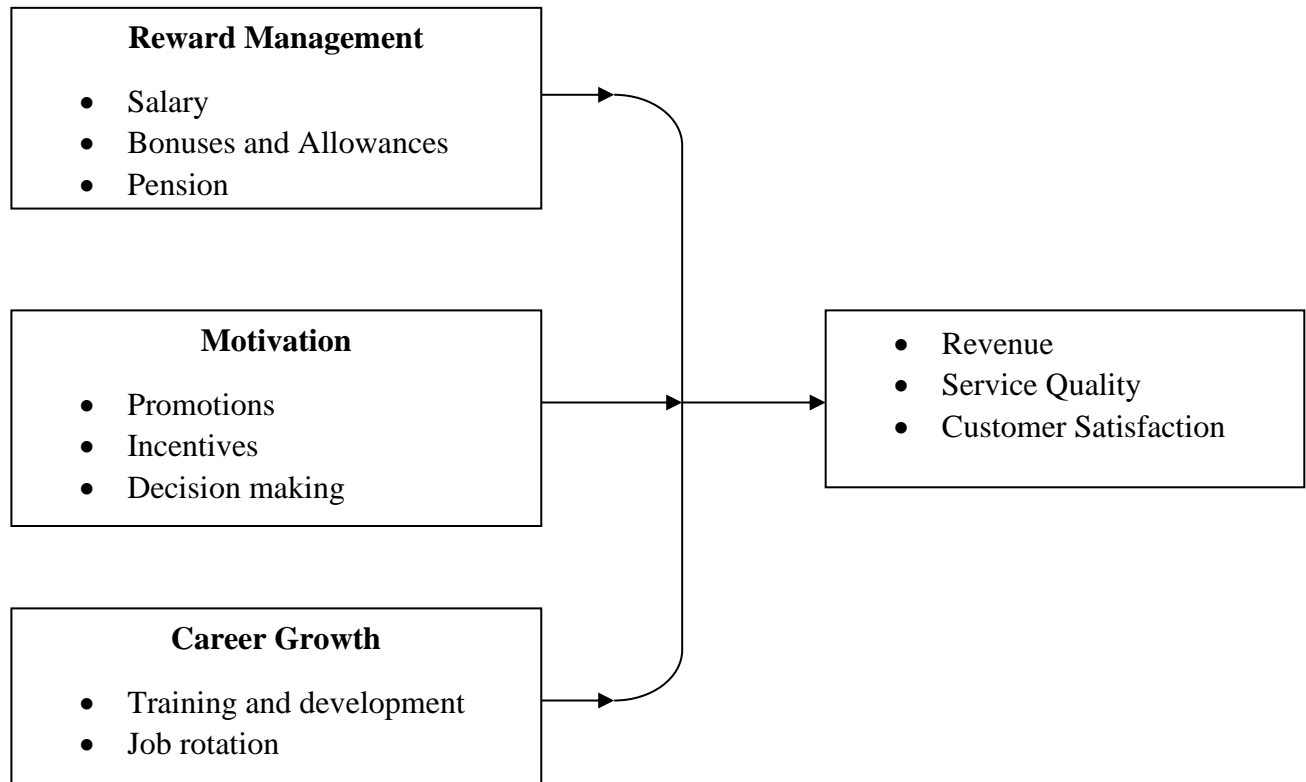 Reward Management
• Salary
• Bonuses and Allowances
• Pension
Motivation
• Promotions
• Incentives
• Decision making
• Revenue
• Service Quality
• Customer Satisfaction
Career Growth
• Training and development
• Job rotation